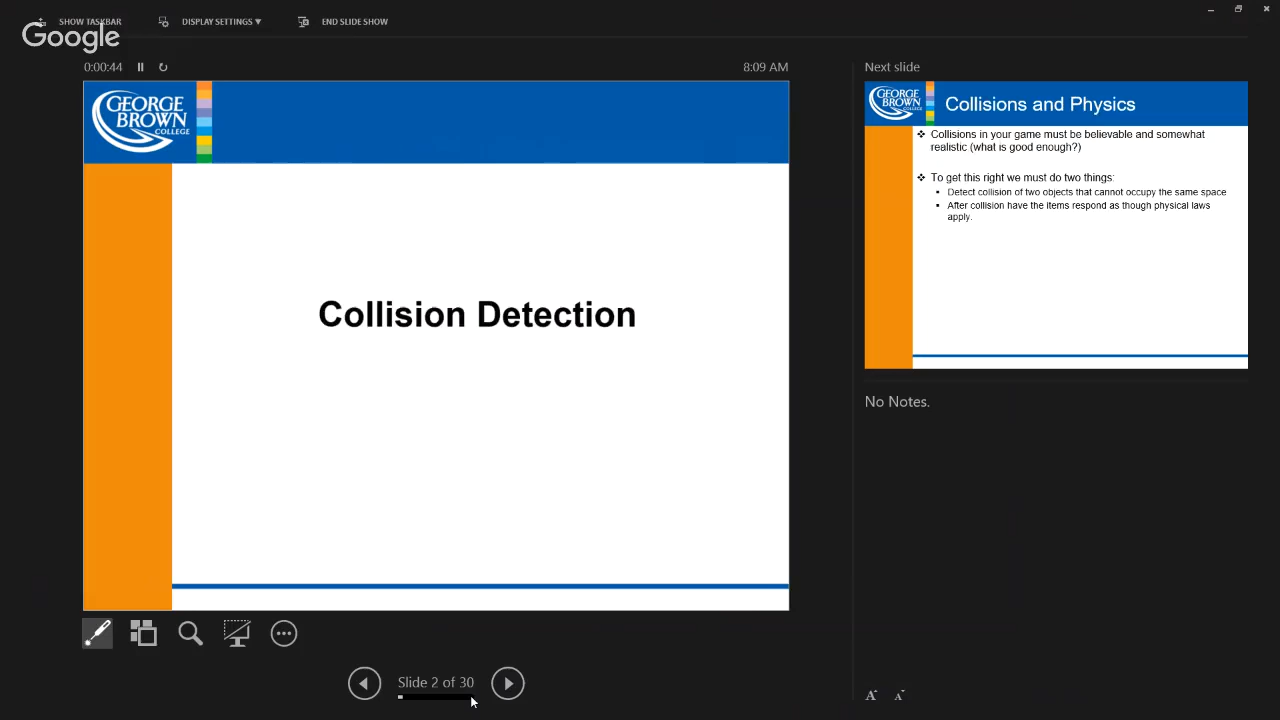 SHOW TASKBAR
DISPLAY SETTINGS ▼
END SLIDE SHOW
Google
0:00:44
8:09 AM
GEORGE
BROWN
COLLEGE
Collision Detection
Slide 2 of 30
Next slide
GEORGE
BROWN
COLLEGE
Collisions and Physics
❖ Collisions in your game must be believable and somewhat
realistic (what is good enough?)
❖ To get this right we must do two things:
▪ Detect collision of two objects that cannot occupy the same space
▪ After collision have the items respond as though physical laws
apply.
No Notes.
A A